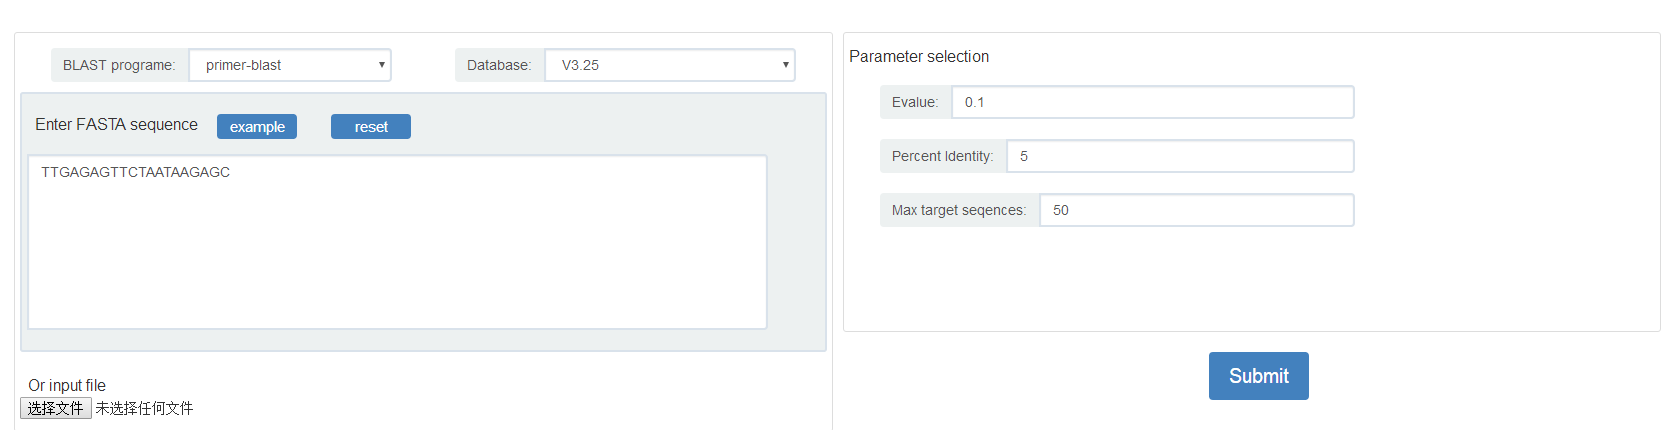 BLAST programe: primer-blast Database: V3.25
Enter FASTA sequence example reset
TTGAGAGTTCTAATAAGAGC
Or input file
选择文件 未选择任何文件
Parameter selection
Evalue: 0.1
Percent Identity: 5
Max target seqences: 50
Submit